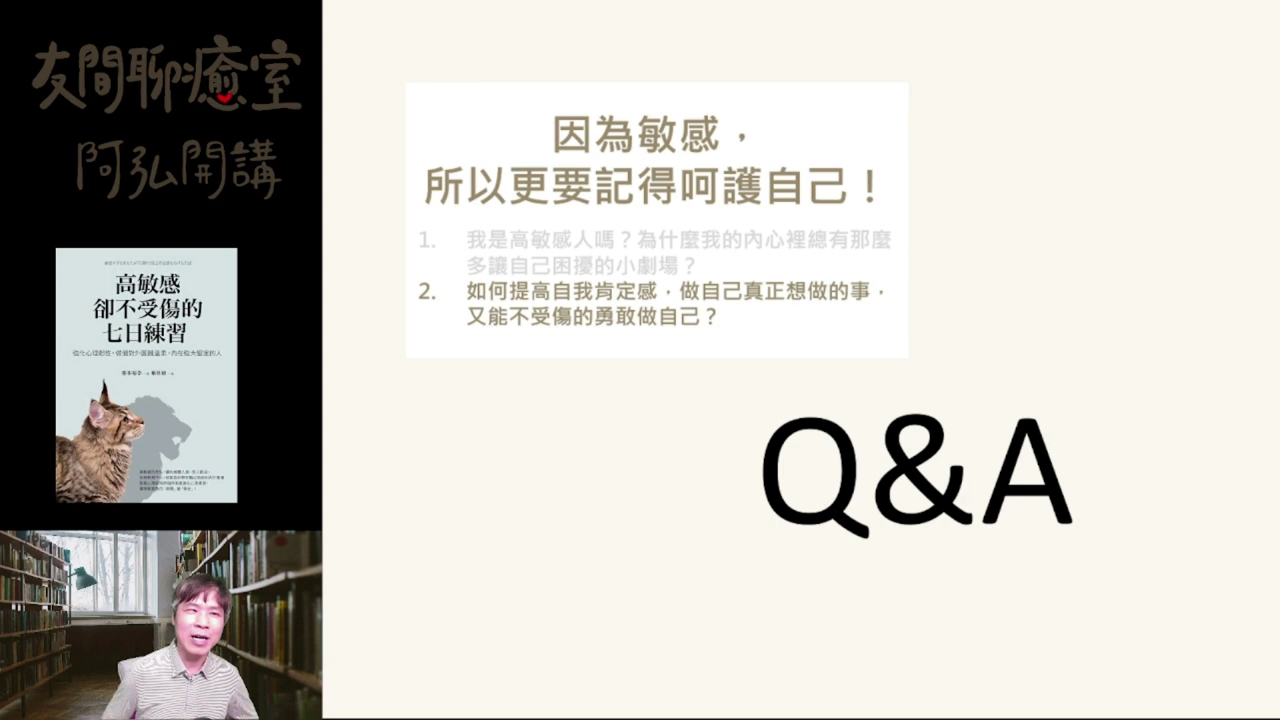 友間聊癒室
阿弘開講
高敏感
卻不受傷的
七日練習
因為敏感，
所以更要記得呵護自己！
1. 我是高敏感人嗎？為什麼我的內心裡總有那麼
多讓自己困擾的小劇場？
2. 如何提高自我肯定感，做自己真正想做的事，
又能不受傷的勇敢做自己？
Q&A